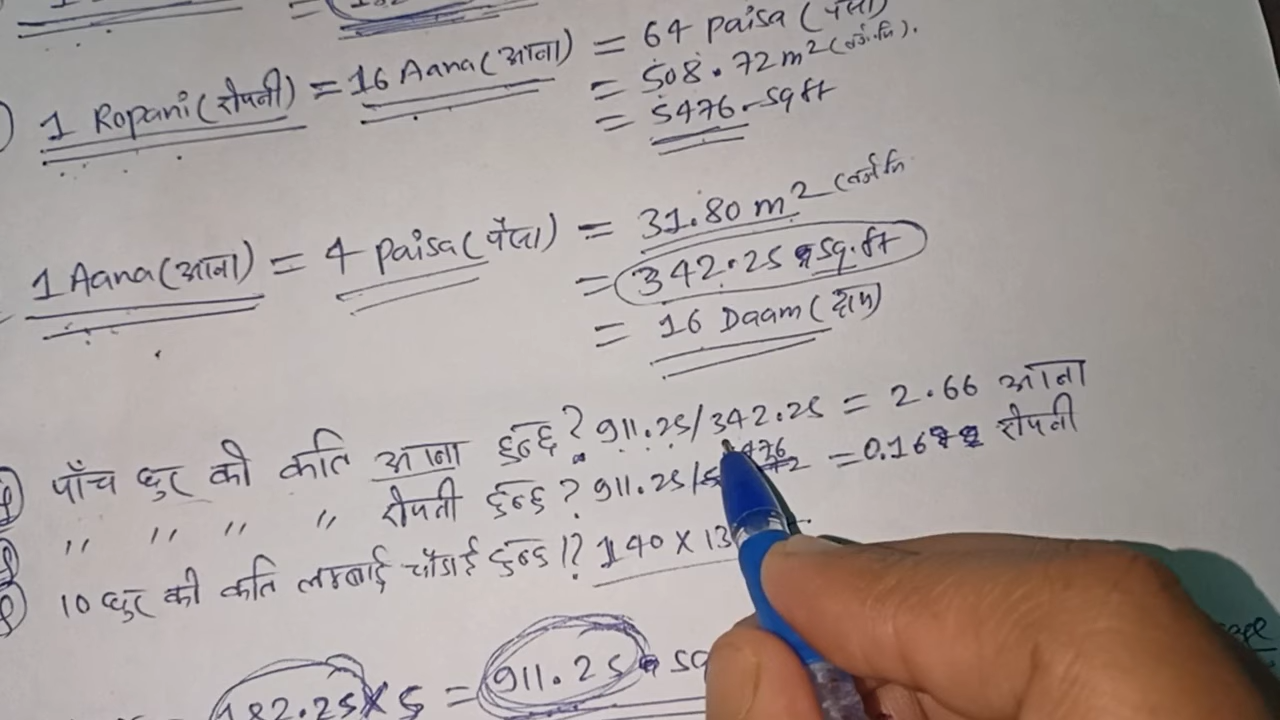 1 Ropani (रोपनी) = 16 Aana (आना) = 64 paisa (पैसा)
= 508.72 m2 (वर्ग.मि).
= 5476 - sqft
1 Aana (आना) = 4 paisa (पैसा) = 31.80 m2 (वर्ग मि
= 342.25 sq.ft
= 16 Daam (दाम)
पाँच धुर को कति आना हुन्छ? 911.25/342.25 = 2.66 आना
" " " " रोपनी हुन्छ? 911.25/5476 = 0.16 रोपनी
10 धुर को कति लम्बाई चौडाई हुन्छ।? 140 X 13
182.25 X 5 = 911.25 sq